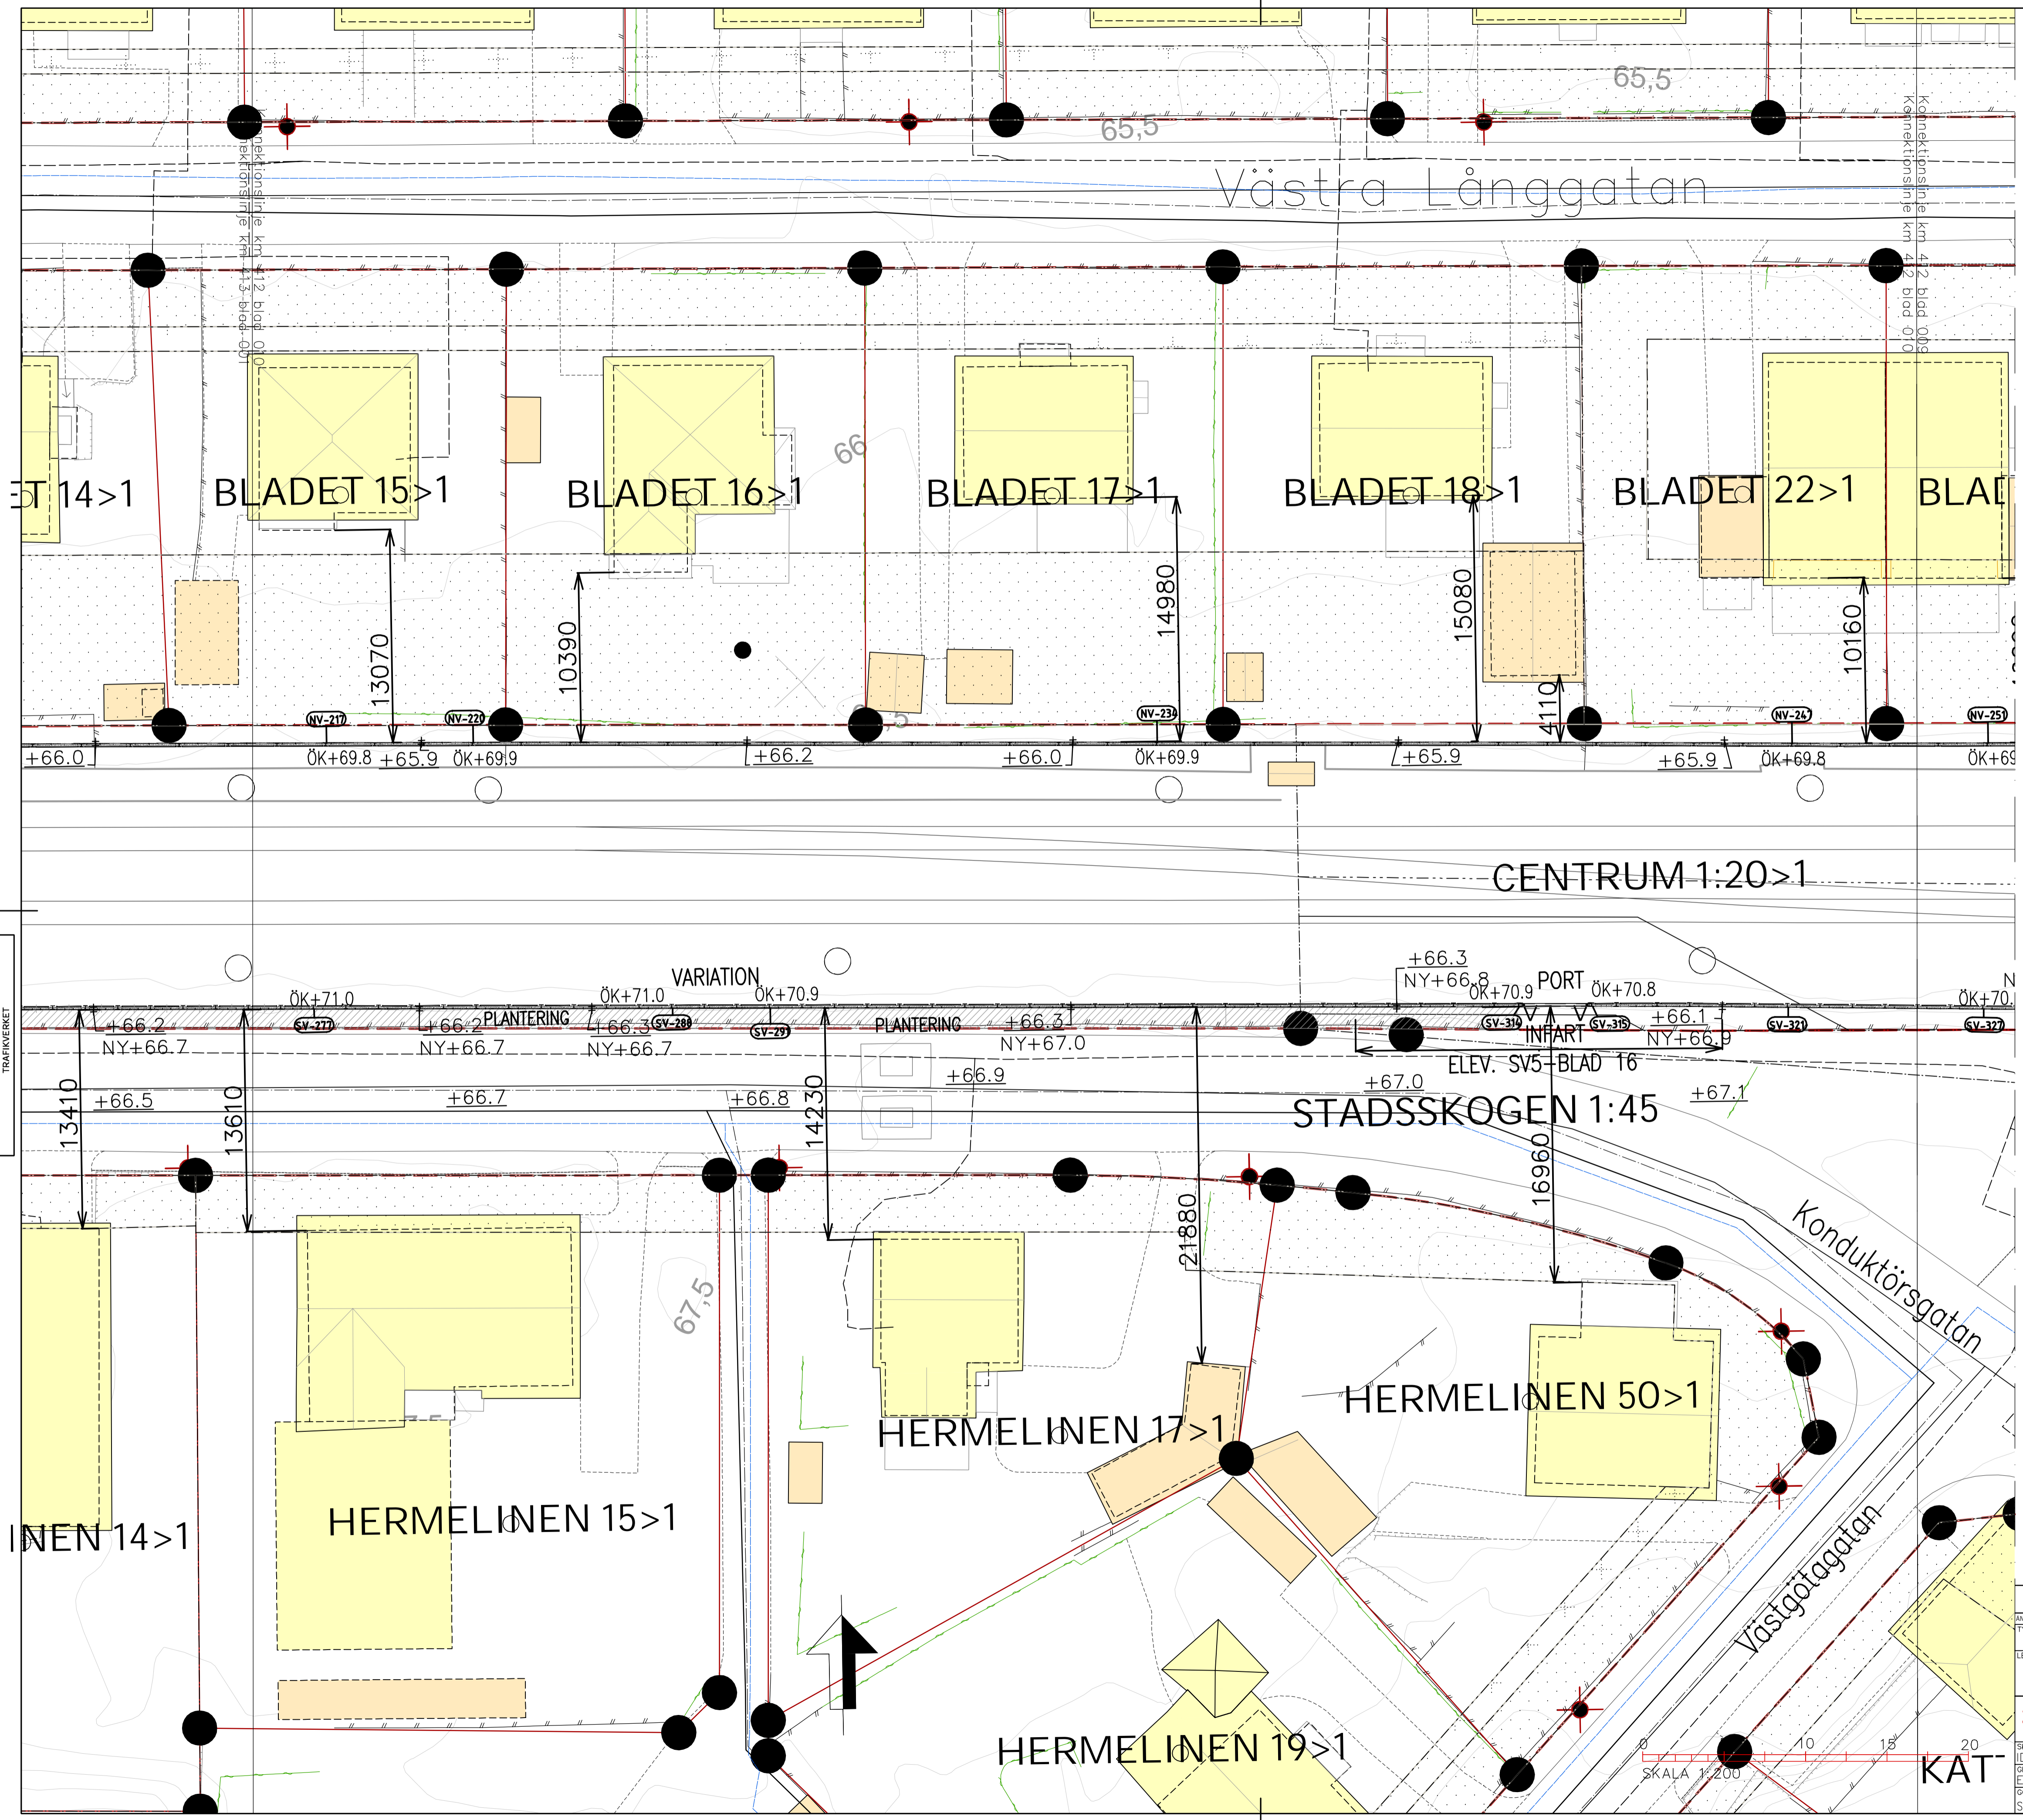 65,5
65,5
Västra Långgatan
Konnektionslinje km 412 bld 009
66
ET 14>1
BLADET 15>1
BLADET 16>1
BLADET 17>1
BLADET 18>1
BLADET 22>1
13070
10390
14980
15080
4110
10160
NV-217
NV-220
NV-234
NV-247
NV-251
+66.0
ÖK+69.8
+65.9
ÖK+69.9
+66.2
+66.0
ÖK+69.9
+65.9
+65.9
ÖK+69.8
ÖK+69
CENTRUM 1:20>1
TRAFIKVERKET
VARIATION
+66.3
NY+66.8
PORT
ÖK+71.0
ÖK+71.0
ÖK+70.9
ÖK+70.9
ÖK+70.8
ÖK+70.
SV-277
SV-288
SV-291
SV-314
SV-315
SV-321
SV-327
+66.2
+66.2
PLANTERING
+66.3
PLANTERING
+66.3
INFART
+66.1
NY+66.7
NY+66.7
NY+66.7
NY+67.0
NY+66.9
ELEV. SV5-BLAD 16
+66.5
+66.7
+66.8
+66.9
+67.0
+67.1
STADSSKOGEN 1:45
13410
13610
14230
21880
16960
Konduktörsgatan
67,5
HERMELINEN 17>1
HERMELINEN 50>1
INEN 14>1
HERMELINEN 15>1
Västgötagatan
HERMELINEN 19>1
0 10 15 20
SKALA 1:200
KAT